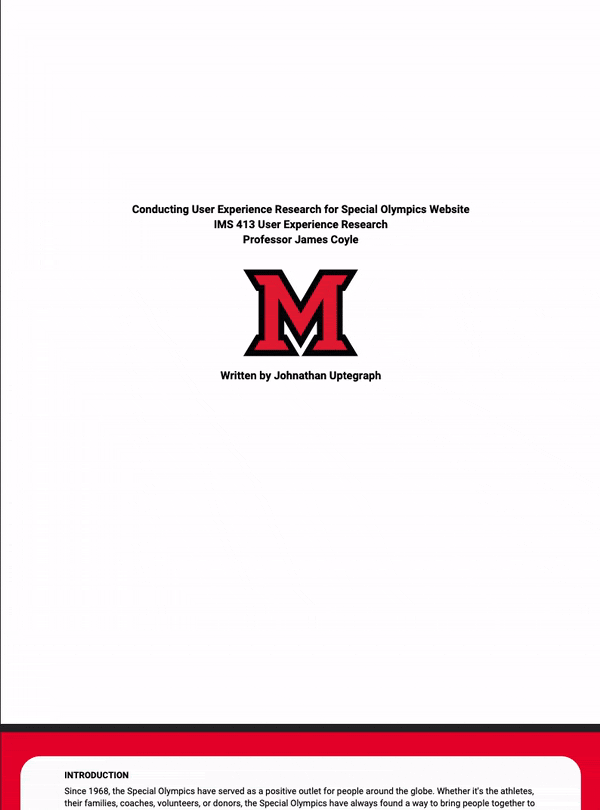 Conducting User Experience Research for Special Olympics Website
IMS 413 User Experience Research
Professor James Coyle
M
Written by Johnathan Uptegraph
INTRODUCTION
Since 1968, the Special Olympics have served as a positive outlet for people around the globe. Whether it's the athletes,
their families, coaches, volunteers, or donors, the Special Olympics have always found a way to bring people together to